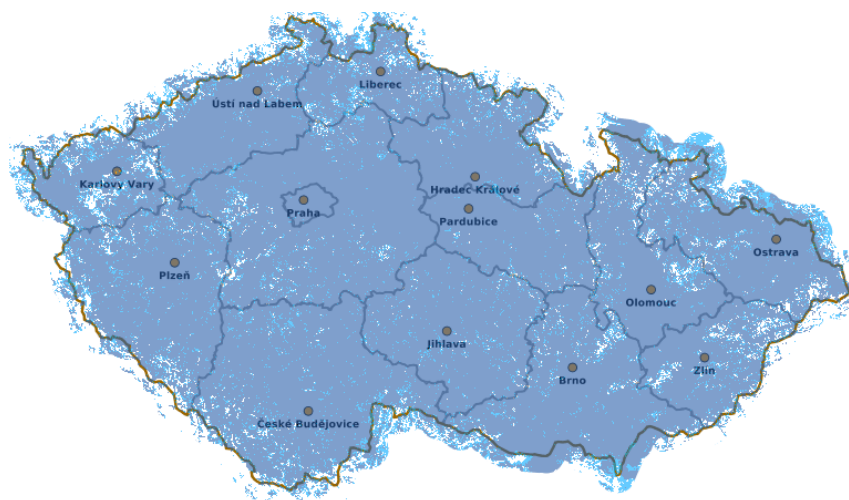 Liberec
Ústí nad Labem
Karlovy Vary
Hradec Králové
Praha
Pardubice
Ostrava
Plzeň
Olomouc
Jihlava
Zlín
Brno
České Budějovice